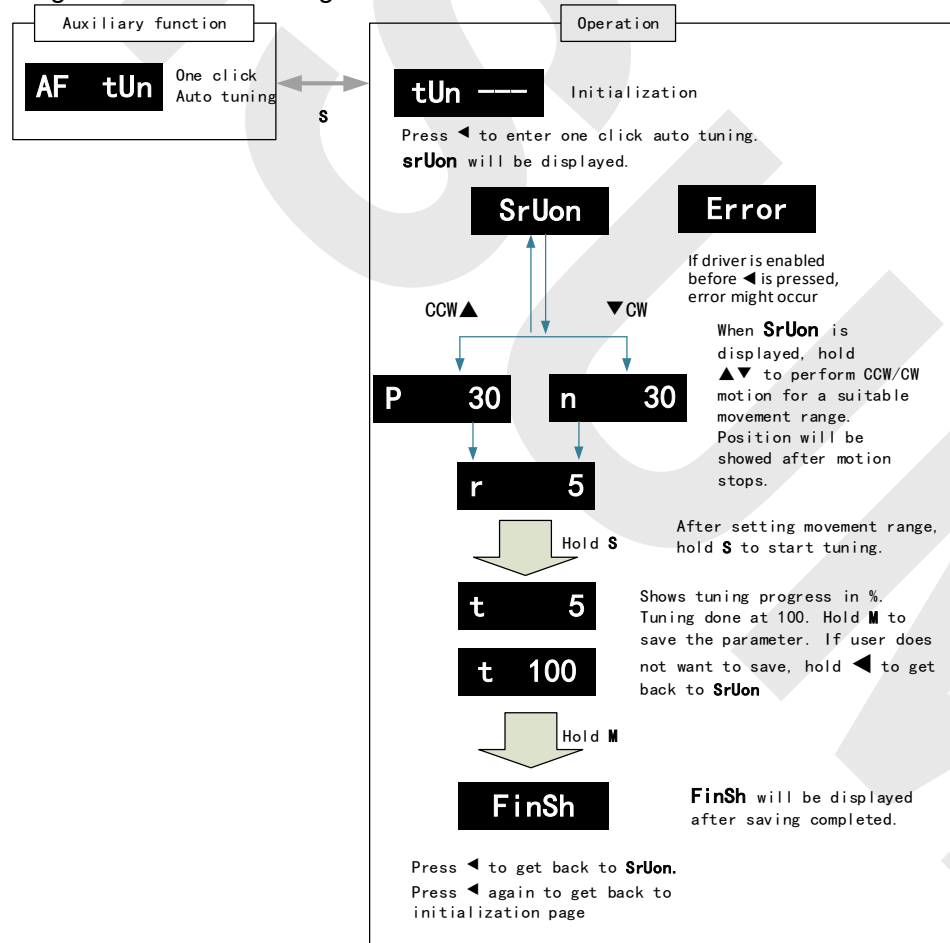 Auxiliary function
AF tUn
One click
Auto tuning
S
Operation
tUn ---
Initialization
Press ◀ to enter one click auto tuning.
srUon will be displayed.
SrUon
Error
If driver is enabled
before ◀ is pressed,
error might occur
CCW▲
▼CW
When SrUon is
displayed, hold
▲▼ to perform CCW/CW
motion for a suitable
movement range.
Position will be
showed after motion
stops.
P 30
n 30
r 5
Hold S
After setting movement range,
hold S to start tuning.
t 5
t 100
Shows tuning progress in %.
Tuning done at 100. Hold M to
save the parameter. If user does
not want to save, hold ◀ to get
back to SrUon
Hold M
FinSh
FinSh will be displayed
after saving completed.
Press ◀ to get back to SrUon.
Press ◀ again to get back to
initialization page